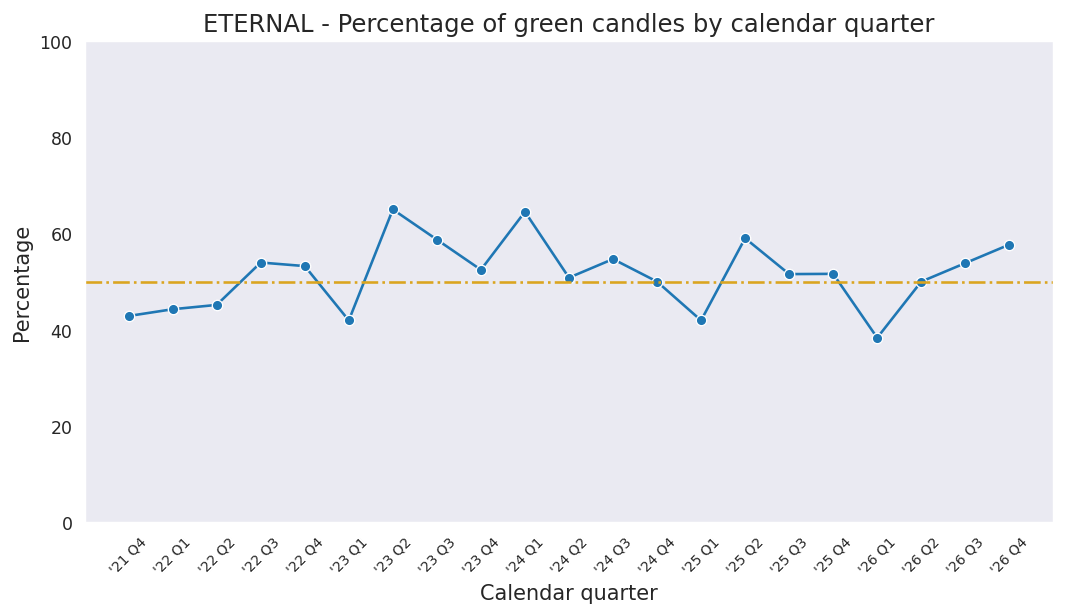 ETERNAL - Percentage of green candles by calendar quarter
100
80
60
40
20
0
Percentage
'21 Q4
'22 Q1
'22 Q2
'22 Q3
'22 Q4
'23 Q1
'23 Q2
'23 Q3
'23 Q4
'24 Q1
'24 Q2
'24 Q3
'24 Q4
'25 Q1
'25 Q2
'25 Q3
'25 Q4
'26 Q1
'26 Q2
'26 Q3
'26 Q4
Calendar quarter